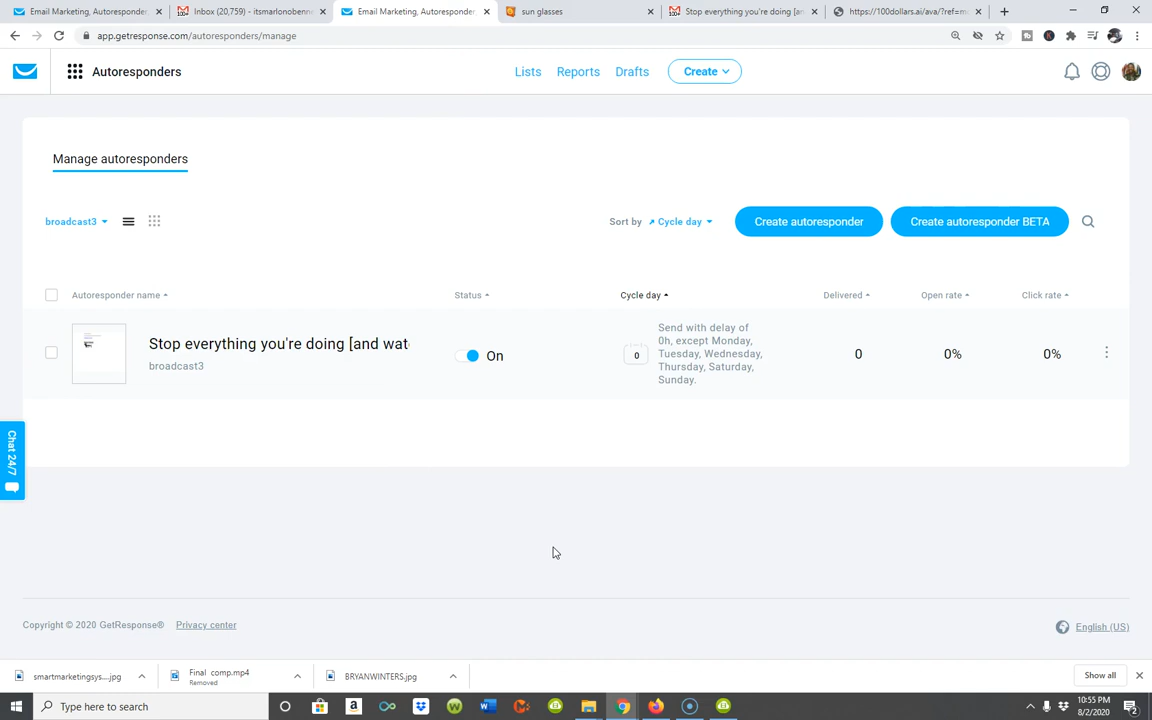 Email Marketing, Autoresponder
Inbox (20,759) - itsmarlonobenne
Email Marketing, Autoresponder
sun glasses
Stop everything you're doing [an
https://100dollars.ai/ava/?ref=m
app.getresponse.com/autoresponders/manage
Autoresponders
Lists
Reports
Drafts
Create
Manage autoresponders
broadcast3
Sort by
Cycle day
Create autoresponder
Create autoresponder BETA
Autoresponder name
Status
Cycle day
Delivered
Open rate
Click rate
Stop everything you're doing [and wat
broadcast3
On
0
Send with delay of
0h, except Monday,
Tuesday, Wednesday,
Thursday, Saturday,
Sunday.
0
0%
0%
Chat 24/7
Copyright © 2020 GetResponse®
Privacy center
English (US)
smartmarketingsys....jpg
Final comp.mp4
Removed
BRYANWINTERS.jpg
Show all
Type here to search
10:55 PM
8/2/2020